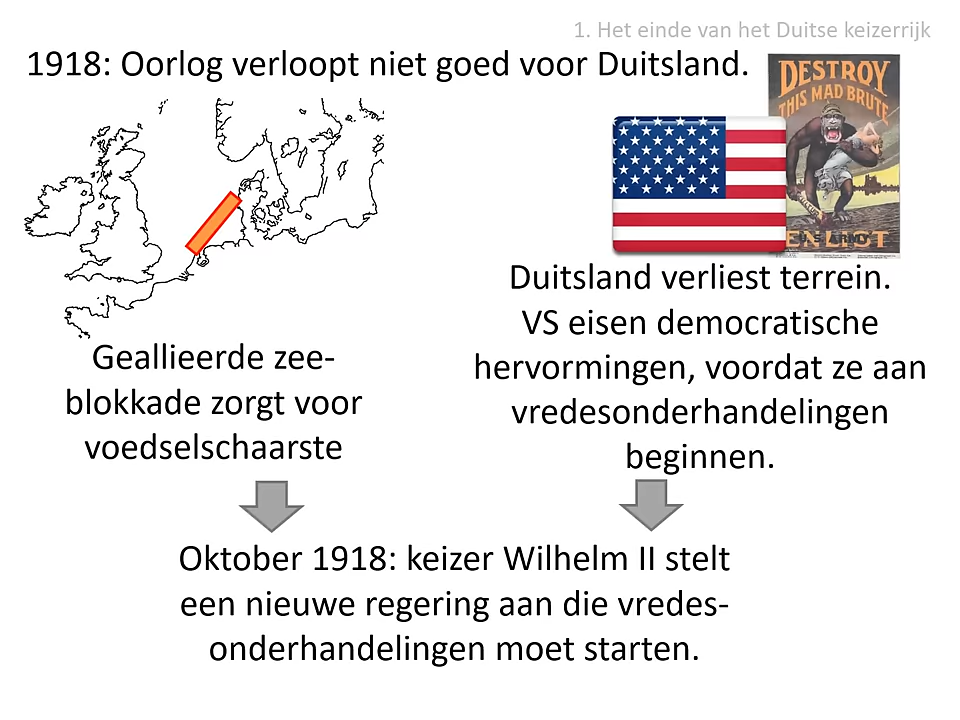 1. Het einde van het Duitse keizerrijk
1918: Oorlog verloopt niet goed voor Duitsland.
DESTROY
THIS MAD BRUTE
ENLIST
U.S. ARMY
Duitsland verliest terrein.
VS eisen democratische
hervormingen, voordat ze aan
vredesonderhandelingen
beginnen.
Geallieerde zee-
blokkade zorgt voor
voedselschaarste
Oktober 1918: keizer Wilhelm II stelt
een nieuwe regering aan die vredes-
onderhandelingen moet starten.